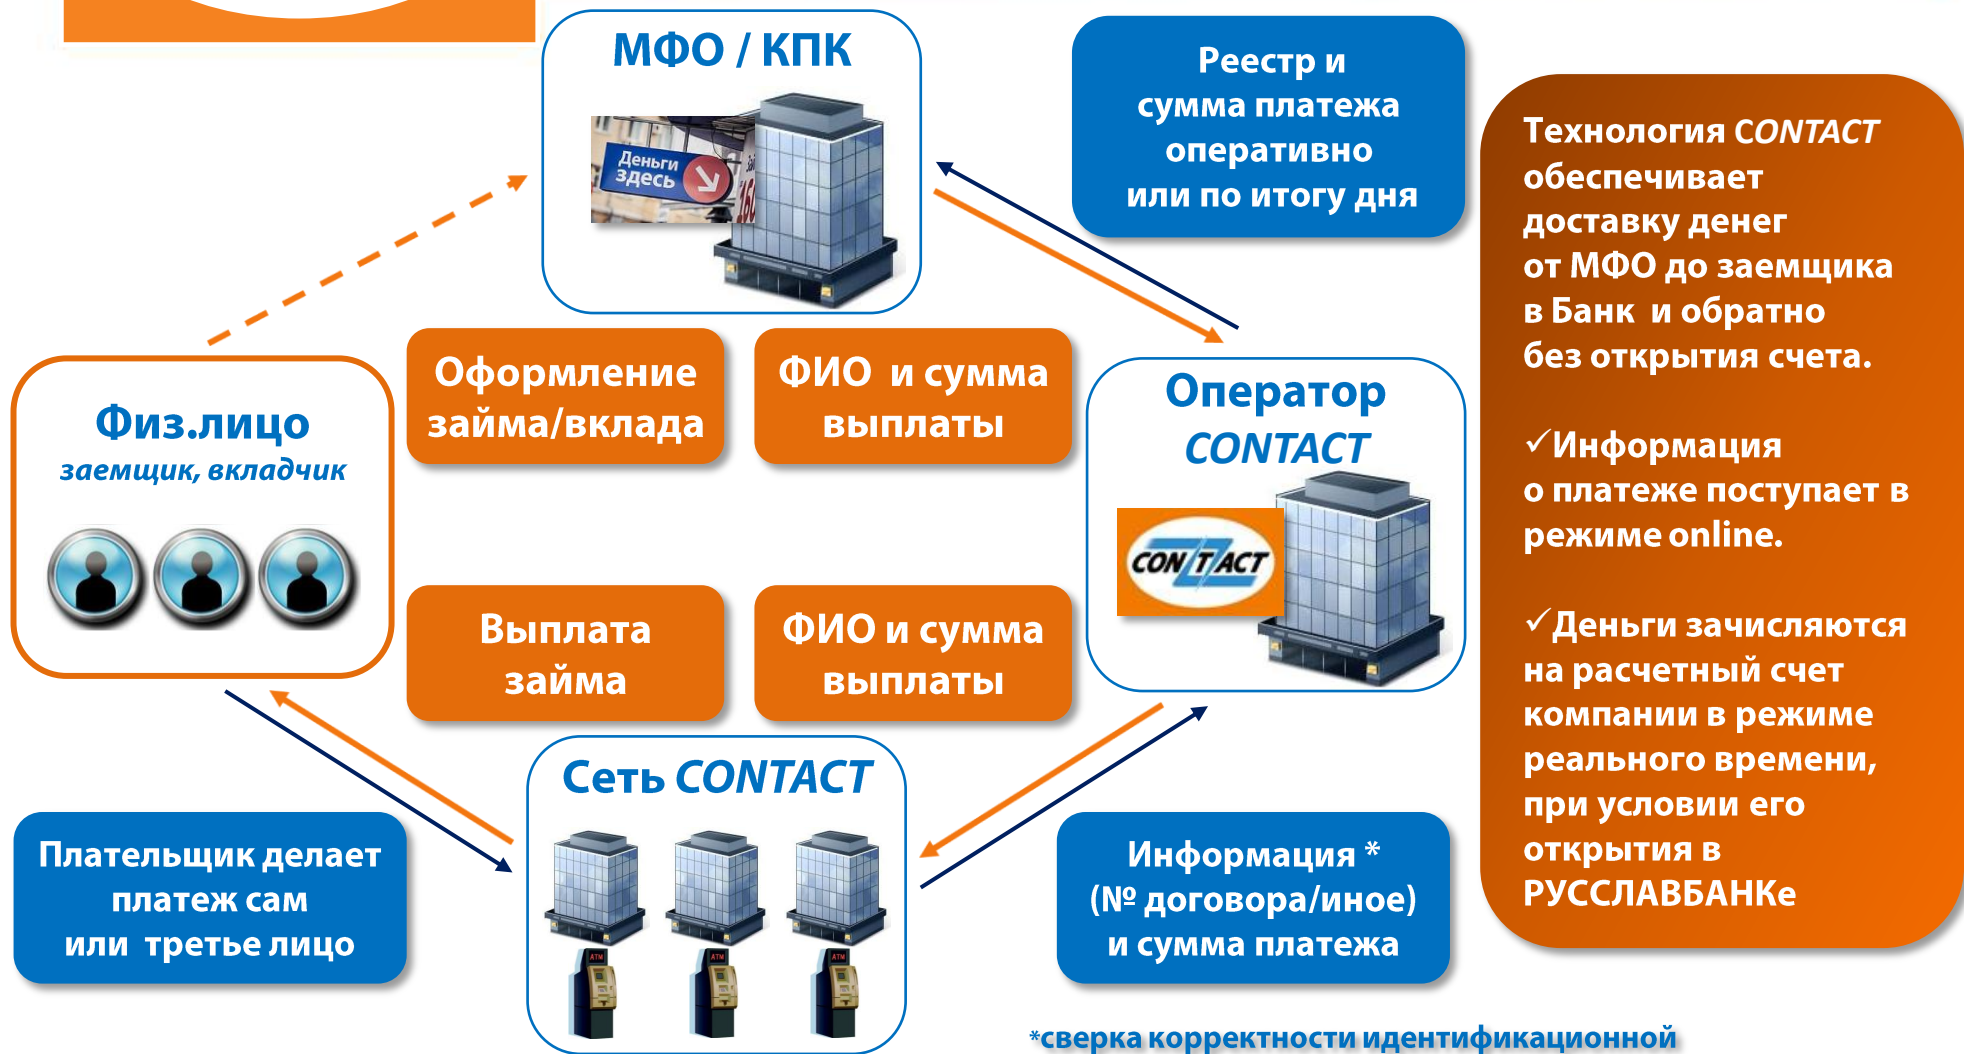 МФО / КПК
Деньги
здесь
Реестр и
сумма платежа
оперативно
или по итогу дня
Технология CONTACT
обеспечивает
доставку денег
от МФО до заемщика
в Банк и обратно
без открытия счета.
✓Информация
о платеже поступает в
режиме online.
✓Деньги зачисляются
на расчетный счет
компании в режиме
реального времени,
при условии его
открытия в
РУССЛАВБАНКе
Оформление
займа/вклада
ФИО и сумма
выплаты
Физ.лицо
заемщик, вкладчик
Оператор
CONTACT
CONTACT
Выплата
займа
ФИО и сумма
выплаты
Сеть CONTACT
ATM
ATM
ATM
Плательщик делает
платеж сам
или третье лицо
Информация *
(№ договора/иное)
и сумма платежа
*сверка корректности идентификационной